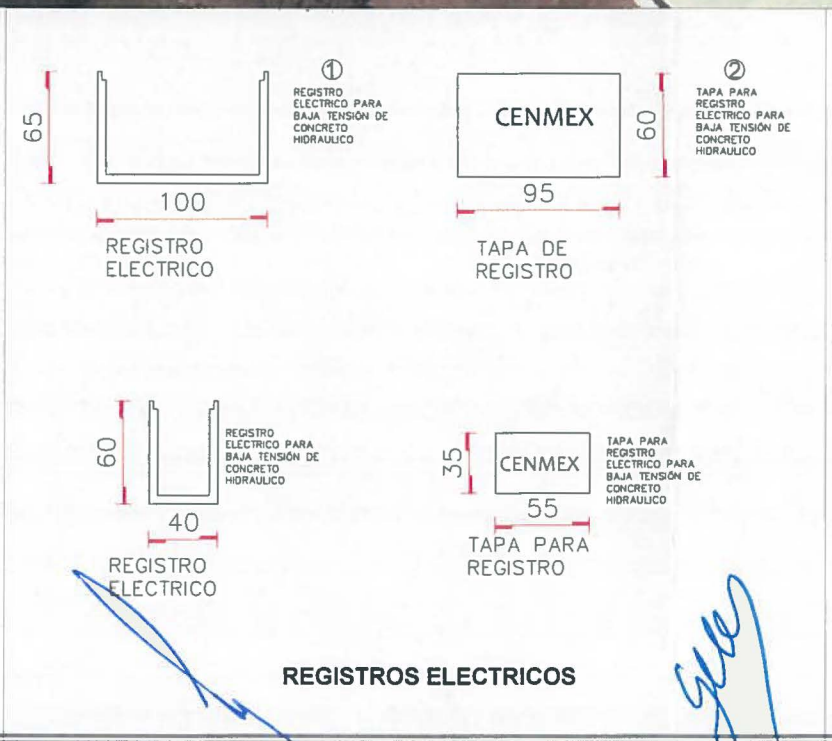 65
100
REGISTRO
ELECTRICO
①
REGISTRO
ELECTRICO PARA
BAJA TENSIÓN DE
CONCRETO
HIDRAULICO
CENMEX
60
95
TAPA DE
REGISTRO
②
TAPA PARA
REGISTRO
ELECTRICO PARA
BAJA TENSIÓN DE
CONCRETO
HIDRAULICO
60
40
REGISTRO
ELECTRICO
REGISTRO
ELECTRICO PARA
BAJA TENSIÓN DE
CONCRETO
HIDRAULICO
35
CENMEX
55
TAPA PARA
REGISTRO
TAPA PARA
REGISTRO
ELECTRICO PARA
BAJA TENSIÓN DE
CONCRETO
HIDRAULICO
REGISTROS ELECTRICOS